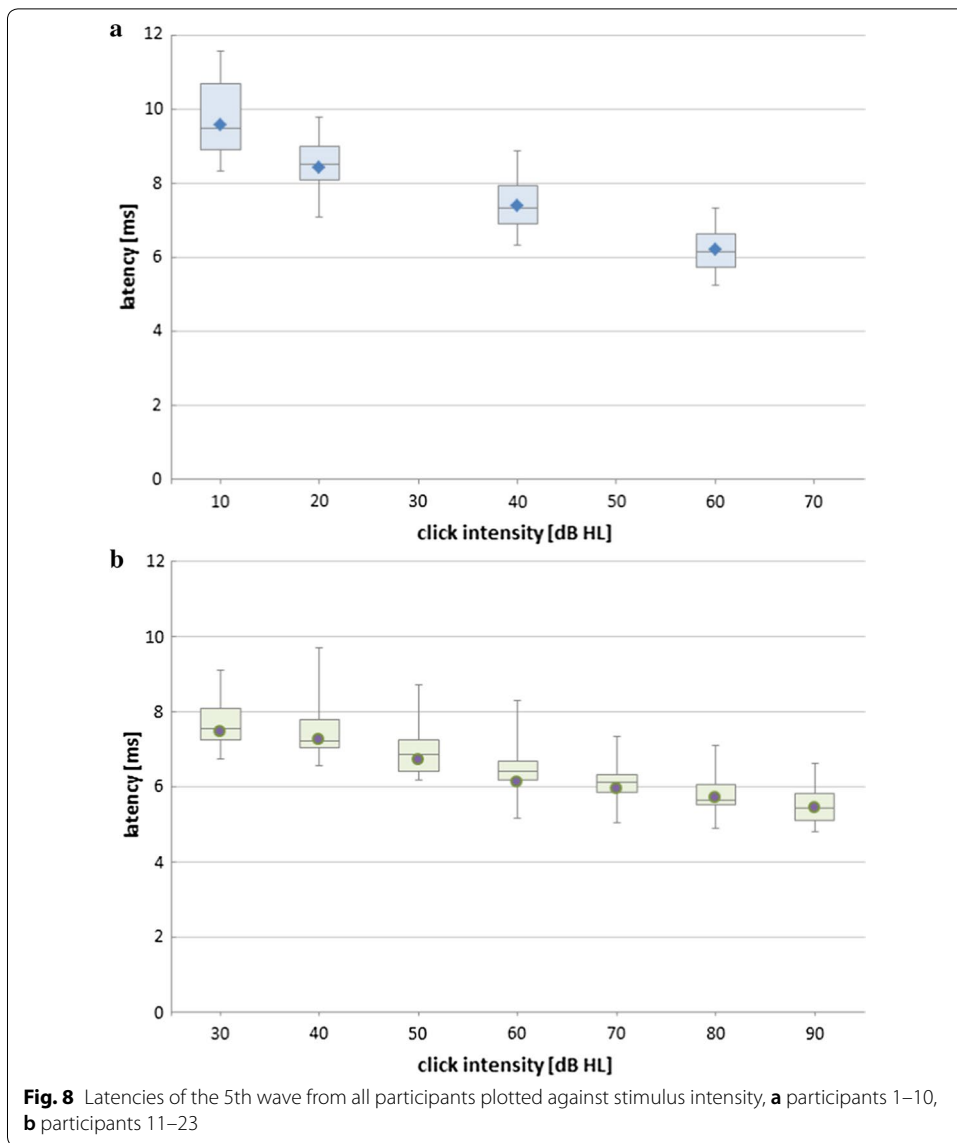 a
12
10
8
6
4
2
0
latency [ms]
10 20 30 40 50 60 70
click intensity [dB HL]
b
12
10
8
6
4
2
0
latency [ms]
30 40 50 60 70 80 90
click intensity [dB HL]
Fig. 8 Latencies of the 5th wave from all participants plotted against stimulus intensity, a participants 1–10,
b participants 11–23